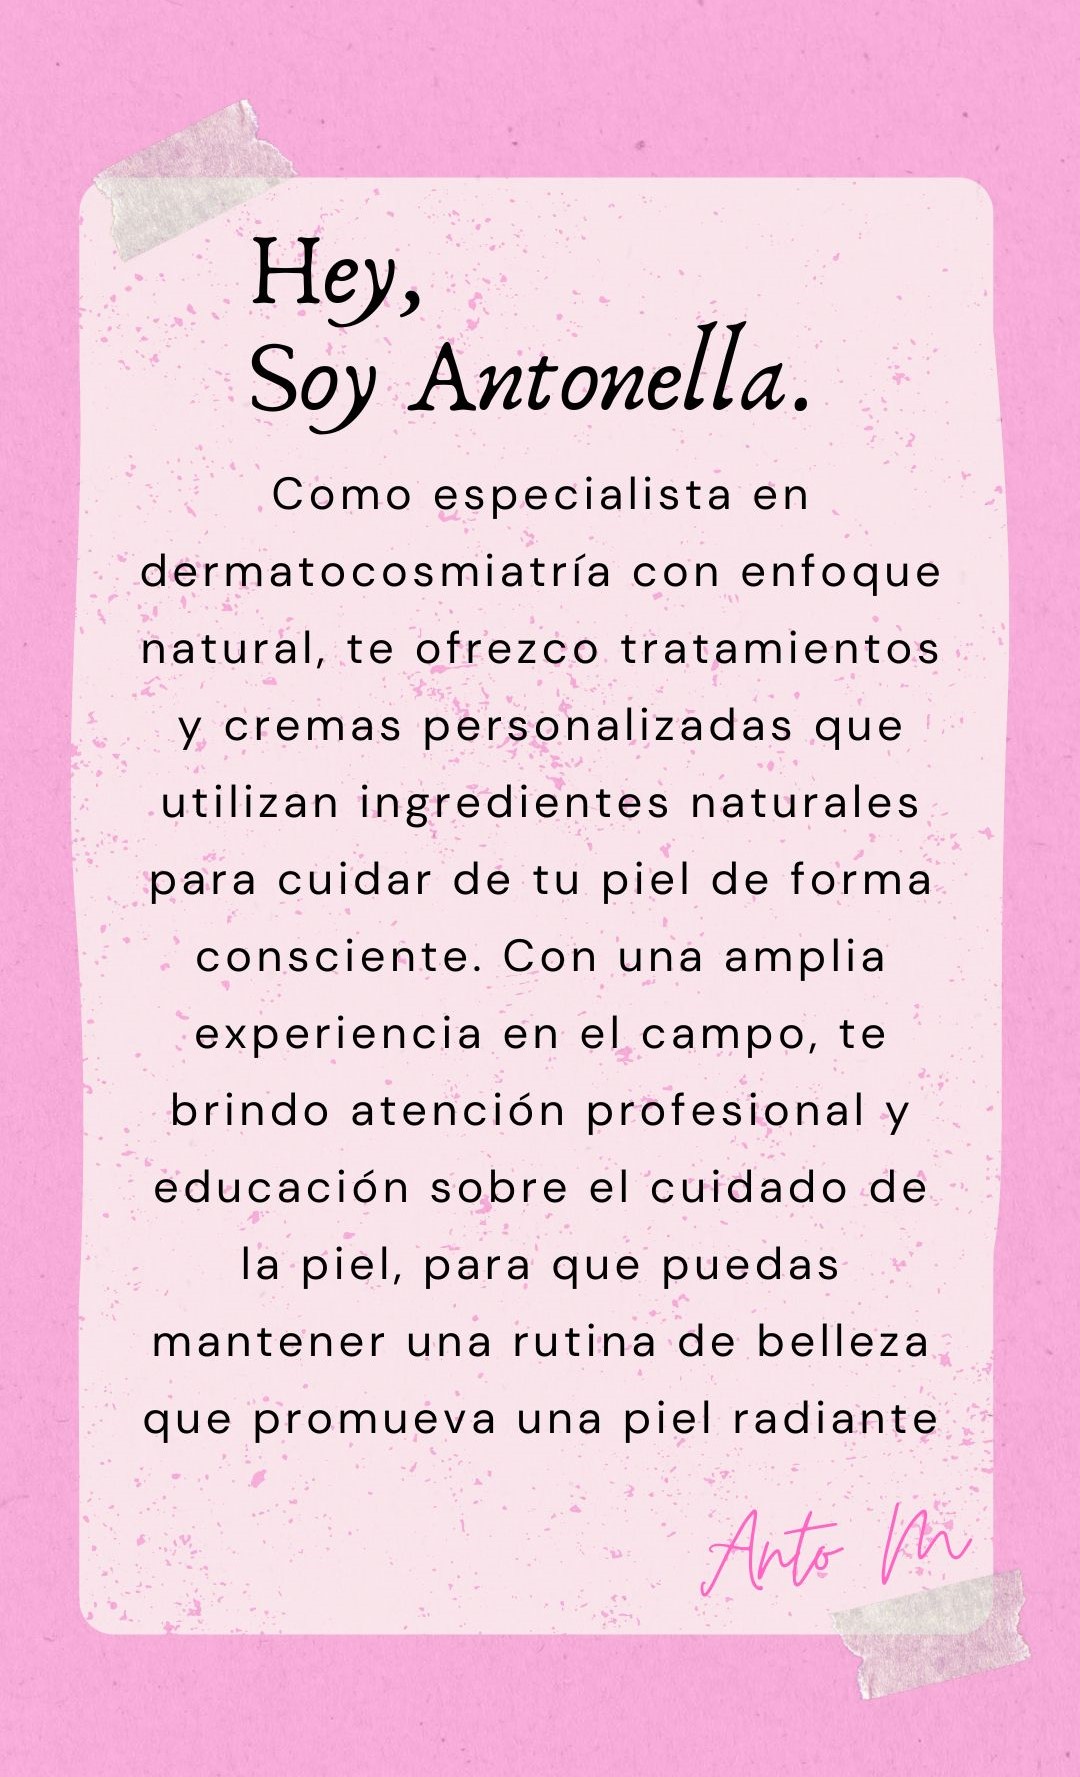 Hey,
Soy Antonella.
Como especialista en
dermatocosmiatría con enfoque
natural, te ofrezco tratamientos
y cremas personalizadas que
utilizan ingredientes naturales
para cuidar de tu piel de forma
consciente. Con una amplia
experiencia en el campo, te
brindo atención profesional y
educación sobre el cuidado de
la piel, para que puedas
mantener una rutina de belleza
que promueva una piel radiante
Anto M